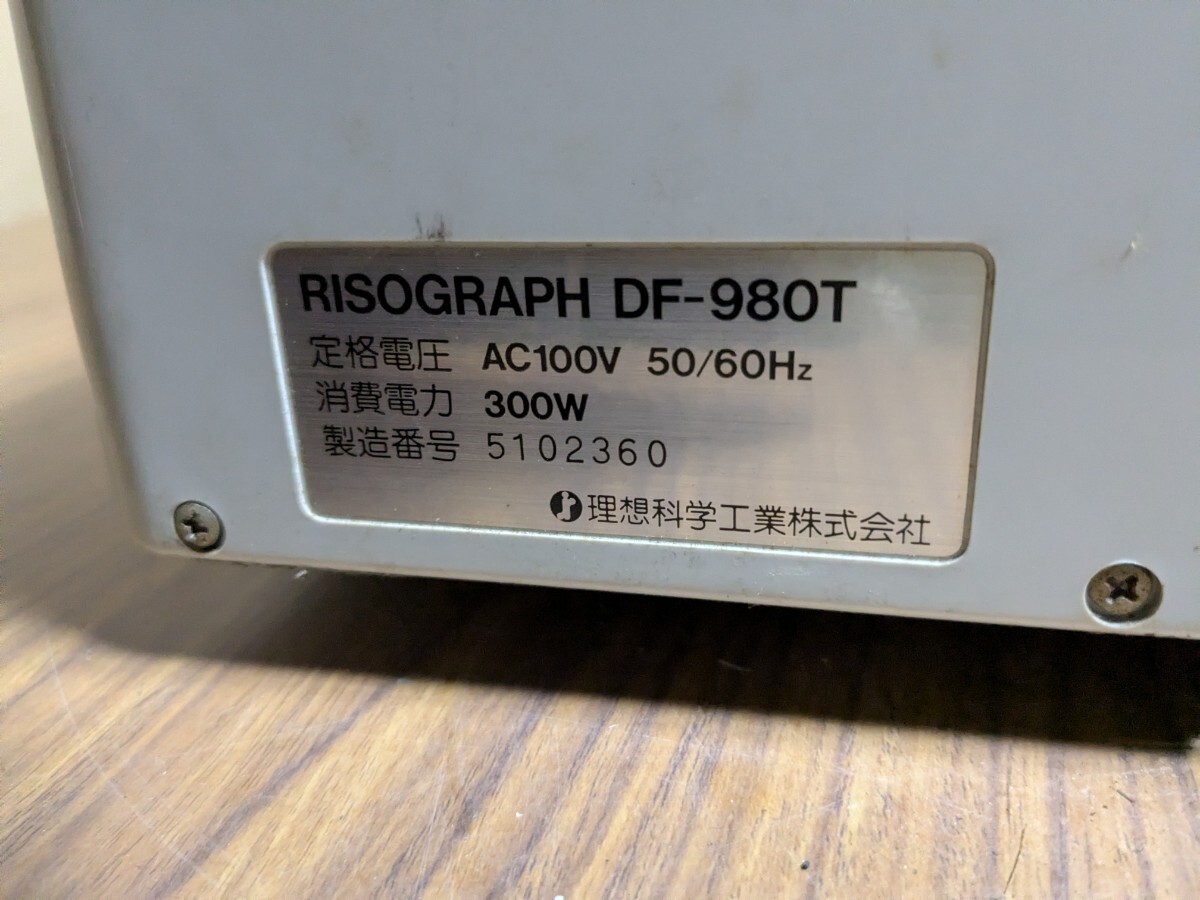 RISOGRAPH DF-980T
定格電圧 AC100V 50/60Hz
消費電力 300W
製造番号 5102360
理想科学工業株式会社